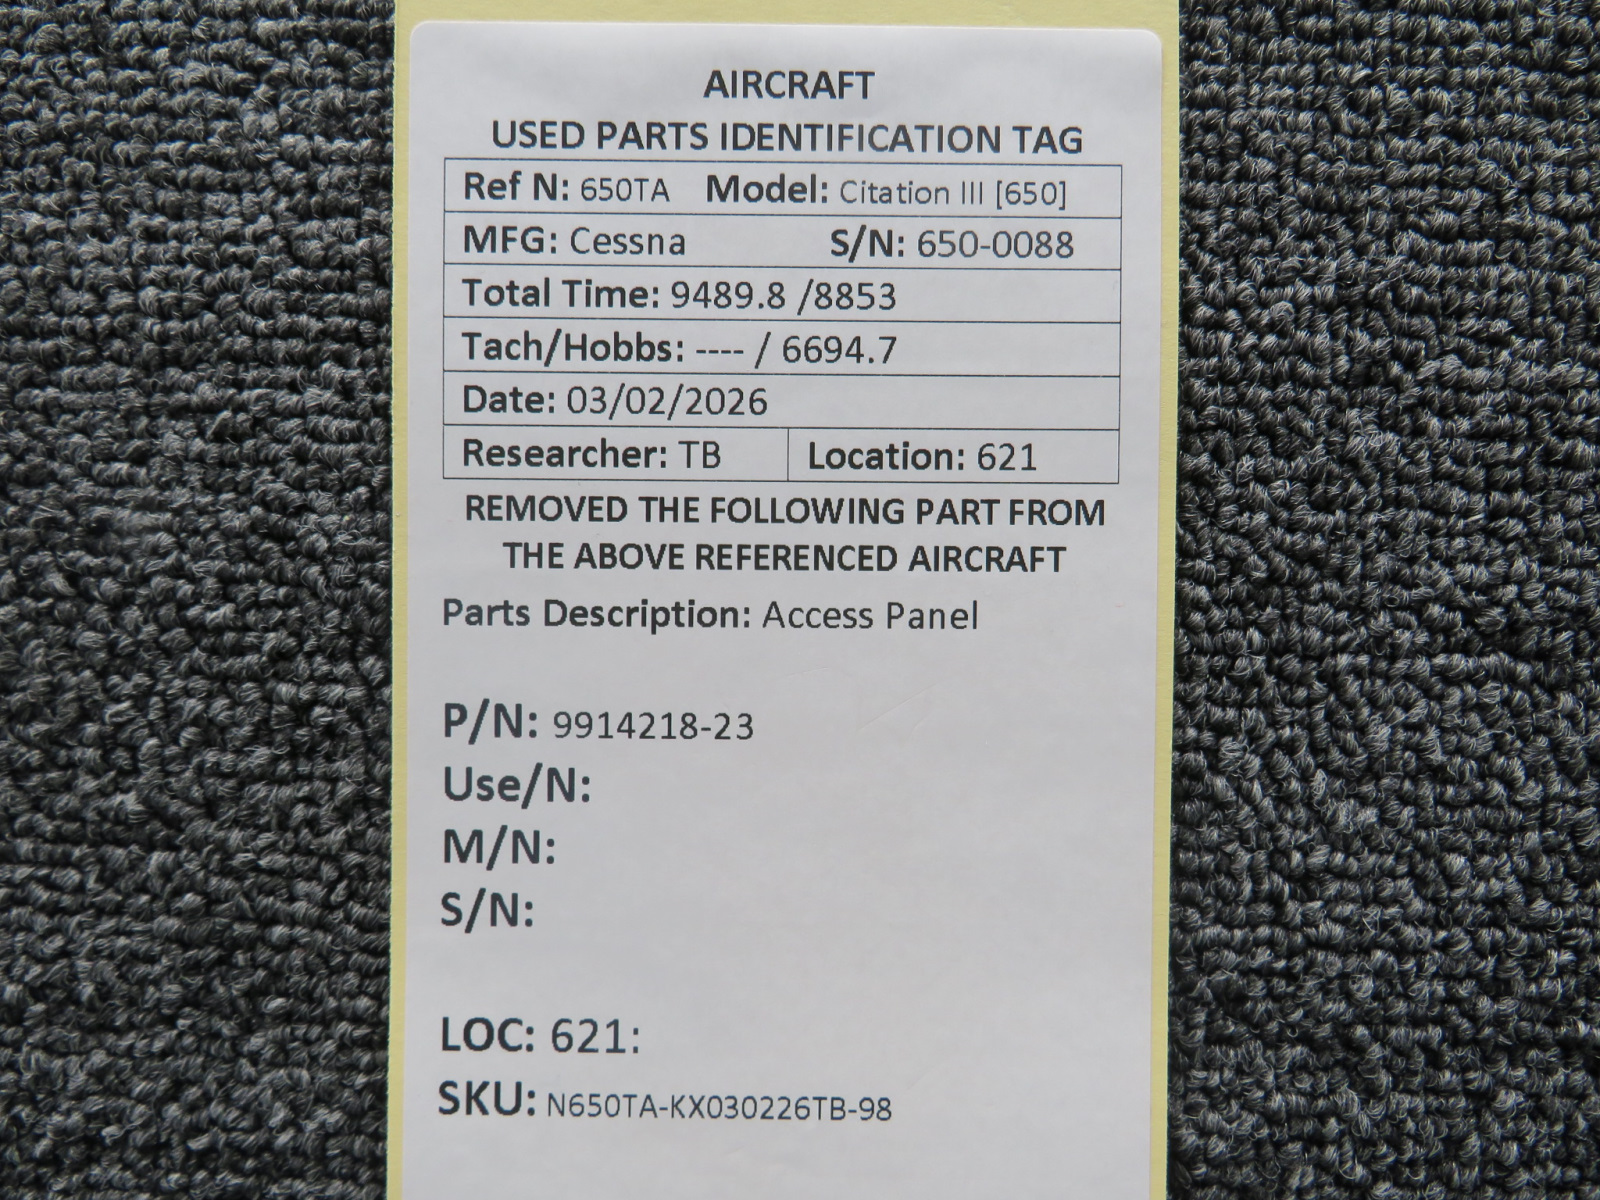 AIRCRAFT
USED PARTS IDENTIFICATION TAG
Ref N: 650TA Model: Citation III [650]
MFG: Cessna S/N: 650-0088
Total Time: 9489.8 /8853
Tach/Hobbs: ---- / 6694.7
Date: 03/02/2026
Researcher: TB Location: 621
REMOVED THE FOLLOWING PART FROM
THE ABOVE REFERENCED AIRCRAFT
Parts Description: Access Panel
P/N: 9914218-23
Use/N:
M/N:
S/N:
LOC: 621:
SKU: N650TA-KX030226TB-98